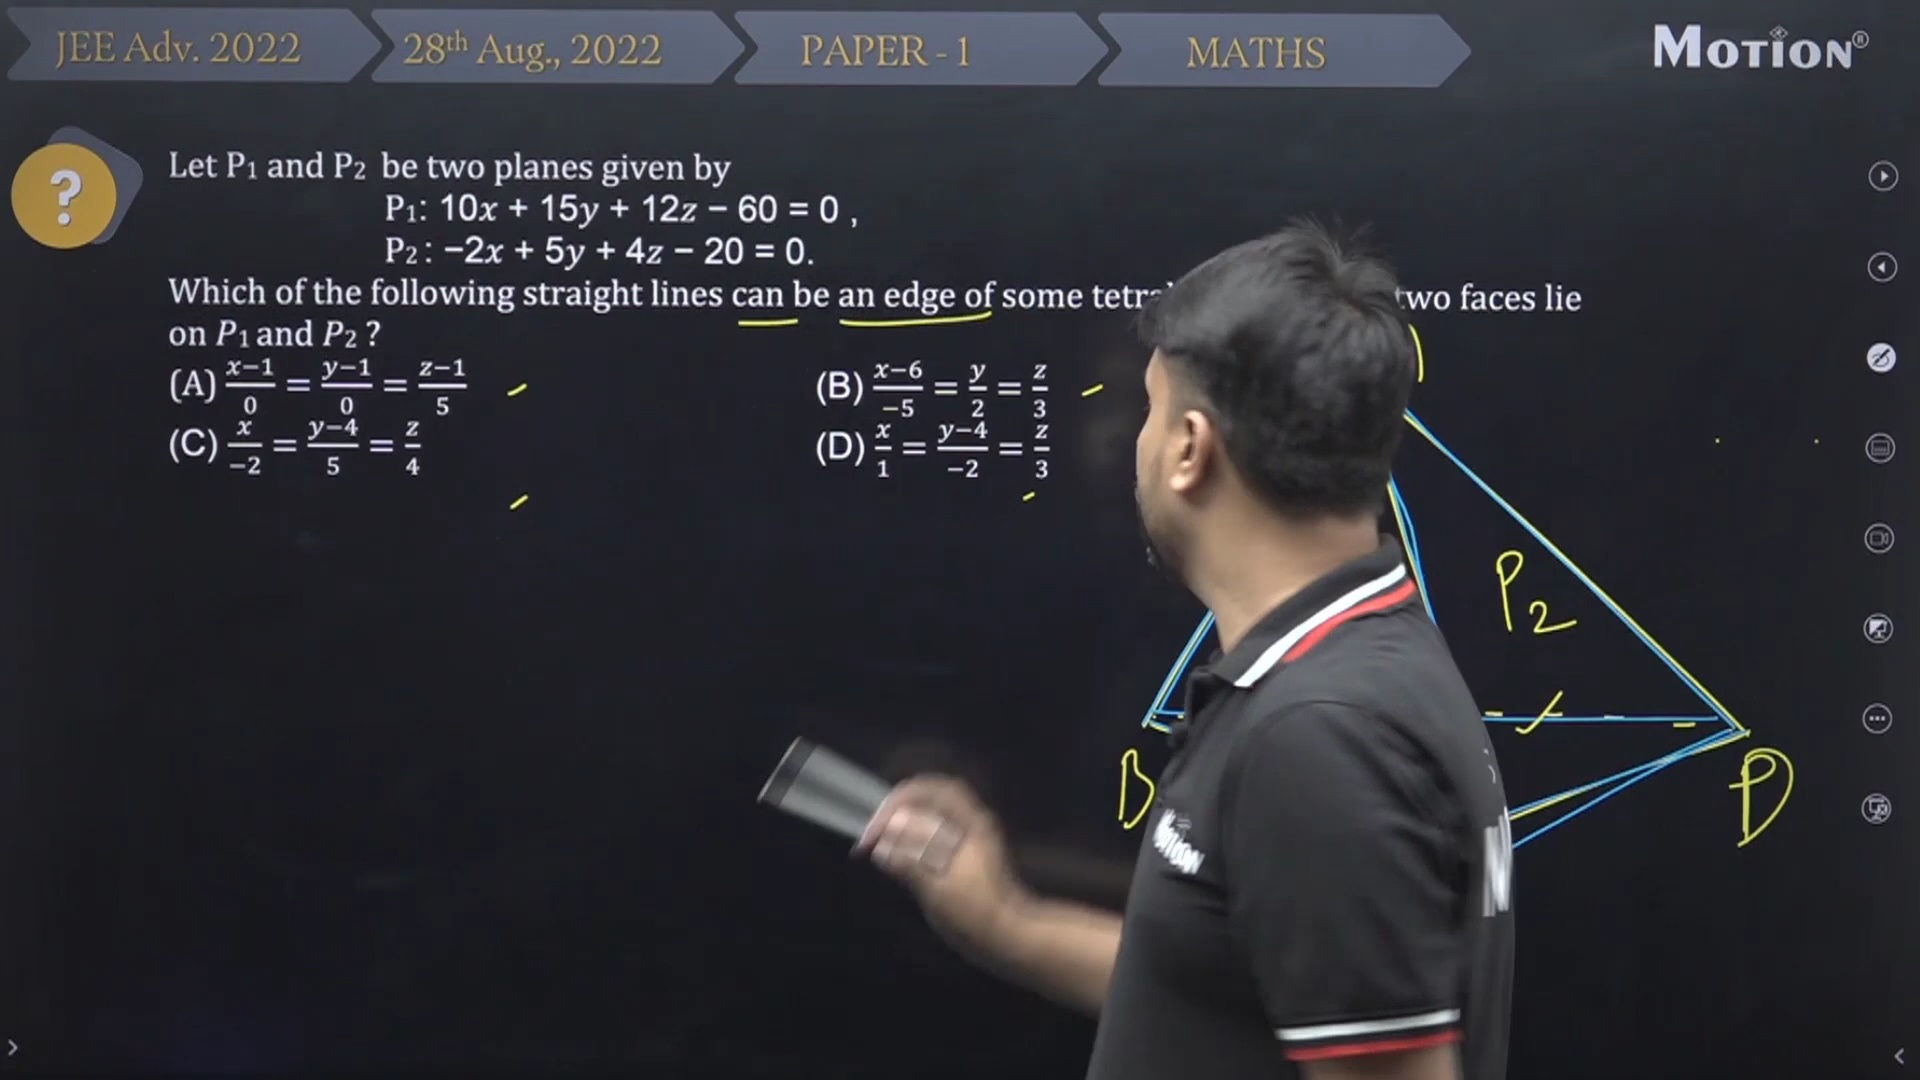 JEE Adv. 2022 28th Aug., 2022 PAPER - 1 MATHS MOTION®
?
Let P1 and P2 be two planes given by
P1: 10x + 15y + 12z − 60 = 0 ,
P2 : −2x + 5y + 4z − 20 = 0.
Which of the following straight lines can be an edge of some two faces lie
on P1 and P2 ?
(A) x−1/0 = y−1/0 = z−1/5 (B) x−6/−5 = y/2 = z/3
(C) x/−2 = y−4/5 = z/4 (D) x/1 = y−4/−2 = z/3
P2
B D
MOTION